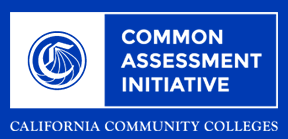 COMMON
ASSESSMENT
INITIATIVE
CALIFORNIA COMMUNITY COLLEGES